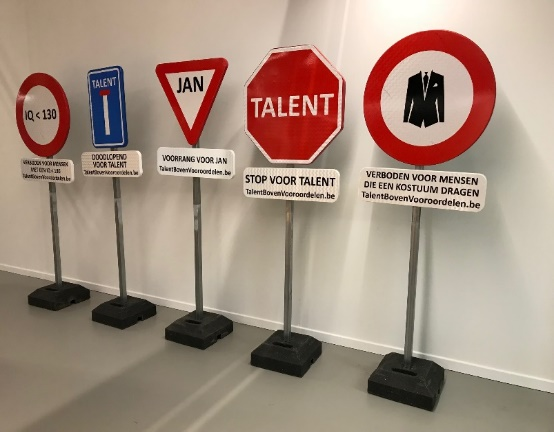 IQ < 130
VERBODEN VOOR MENSEN
MET EEN IQ < 130
TalentBovenVooroordelen.be
TALENT
DOODLOPEND
VOOR TALENT
TalentBovenVooroordelen.be
JAN
VOORRANG VOOR JAN
TalentBovenVooroordelen.be
TALENT
STOP VOOR TALENT
TalentBovenVooroordelen.be
VERBODEN VOOR MENSEN
DIE EEN KOSTUUM DRAGEN
TalentBovenVooroordelen.be